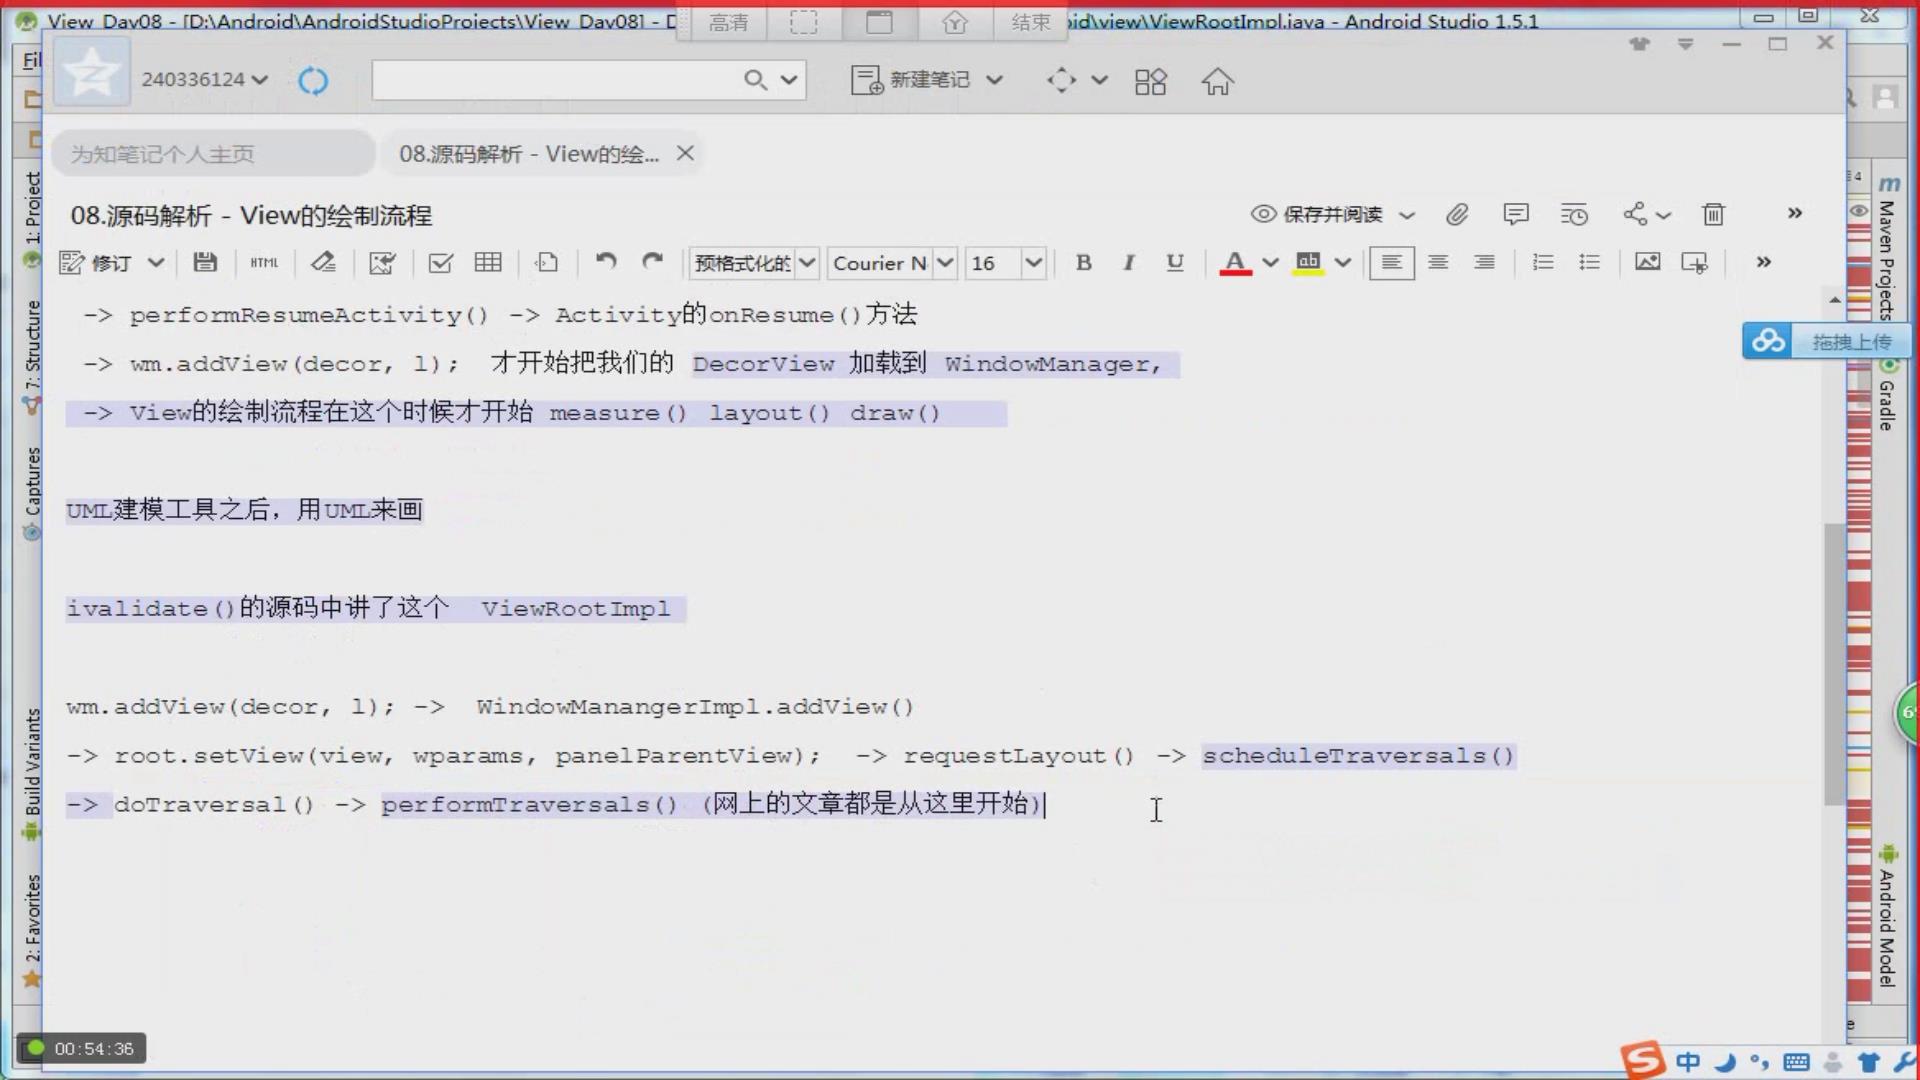 View_Day08 - [D:\Android\AndroidStudioProjects\View_Day08] -
id\view\ViewRootImpl.java - Android Studio 1.5.1
高清
结束
240336124
新建笔记
为知笔记个人主页
08.源码解析 - View的绘...
08.源码解析 - View的绘制流程
保存并阅读
修订
HTML
预格式化的
Courier N
16
B
I
U
A
ab
-> performResumeActivity() -> Activity的onResume()方法
-> wm.addView(decor, l);  才开始把我们的 DecorView 加载到 WindowManager,
-> View的绘制流程在这个时候才开始 measure() layout() draw()
UML建模工具之后，用UML来画
ivalidate()的源码中讲了这个  ViewRootImpl
wm.addView(decor, l); ->  WindowManangerImpl.addView()
-> root.setView(view, wparams, panelParentView);  -> requestLayout() -> scheduleTraversals()
-> doTraversal() -> performTraversals() (网上的文章都是从这里开始)
1: Project
7: Structure
Captures
Build Variants
2: Favorites
Maven Projects
拖拽上传
Gradle
Android Model
00:54:36
中